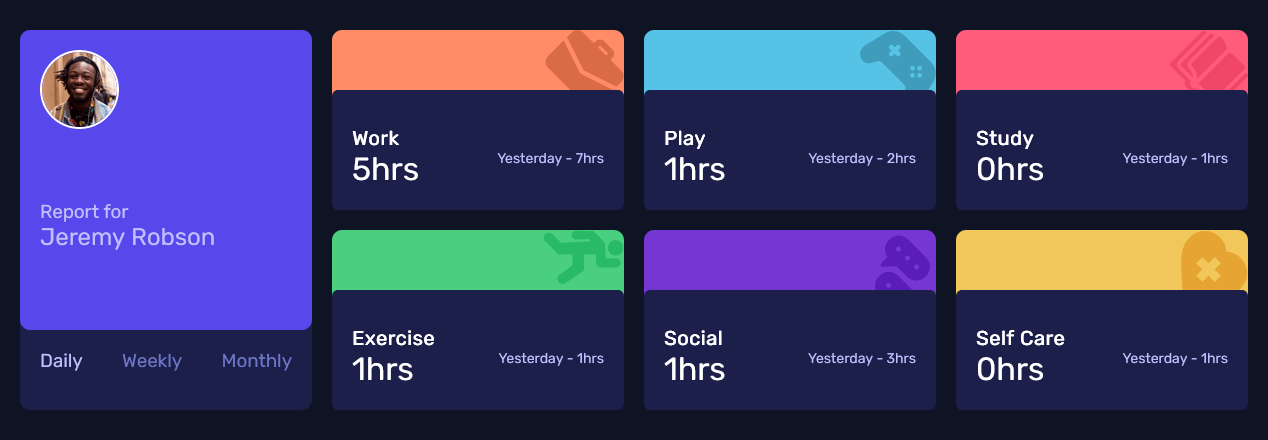 Report for
Jeremy Robson
Daily
Weekly
Monthly
Work
5hrs
Yesterday - 7hrs
Play
1hrs
Yesterday - 2hrs
Study
0hrs
Yesterday - 1hrs
Exercise
1hrs
Yesterday - 1hrs
Social
1hrs
Yesterday - 3hrs
Self Care
0hrs
Yesterday - 1hrs